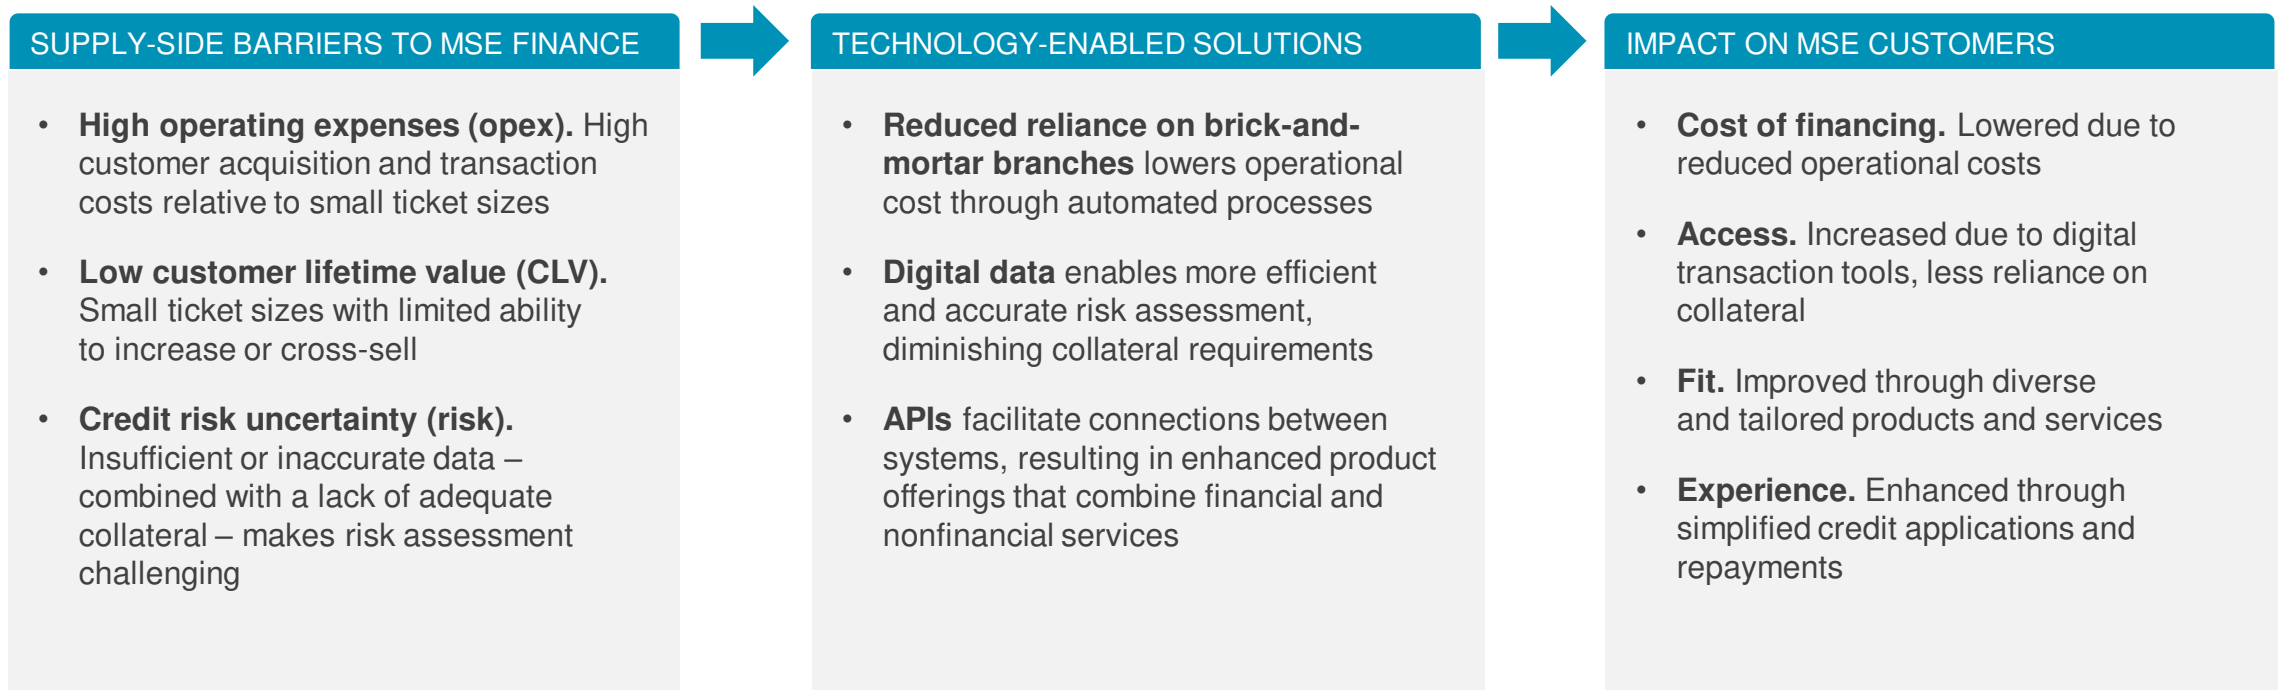 SUPPLY-SIDE BARRIERS TO MSE FINANCE
• High operating expenses (opex). High
customer acquisition and transaction
costs relative to small ticket sizes
• Low customer lifetime value (CLV).
Small ticket sizes with limited ability
to increase or cross-sell
• Credit risk uncertainty (risk).
Insufficient or inaccurate data –
combined with a lack of adequate
collateral – makes risk assessment
challenging
TECHNOLOGY-ENABLED SOLUTIONS
• Reduced reliance on brick-and-
mortar branches lowers operational
cost through automated processes
• Digital data enables more efficient
and accurate risk assessment,
diminishing collateral requirements
• APIs facilitate connections between
systems, resulting in enhanced product
offerings that combine financial and
nonfinancial services
IMPACT ON MSE CUSTOMERS
• Cost of financing. Lowered due to
reduced operational costs
• Access. Increased due to digital
transaction tools, less reliance on
collateral
• Fit. Improved through diverse
and tailored products and services
• Experience. Enhanced through
simplified credit applications and
repayments